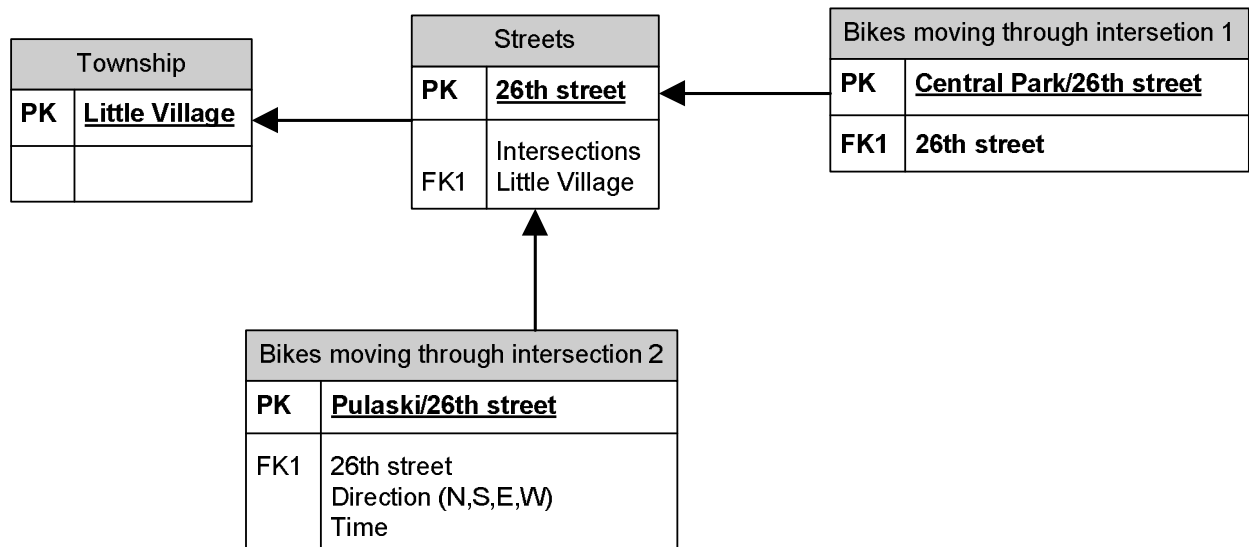 Township
PK Little Village
Streets
PK 26th street
Intersections
FK1 Little Village
Bikes moving through intersetion 1
PK Central Park/26th street
FK1 26th street
Bikes moving through intersection 2
PK Pulaski/26th street
FK1 26th street
Direction (N,S,E,W)
Time